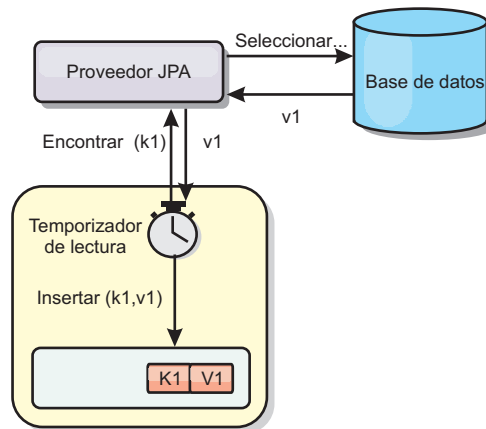 Seleccionar...
Proveedor JPA
Base de datos
v1
Encontrar (k1)
v1
Temporizador
de lectura
Insertar (k1,v1)
K1 V1